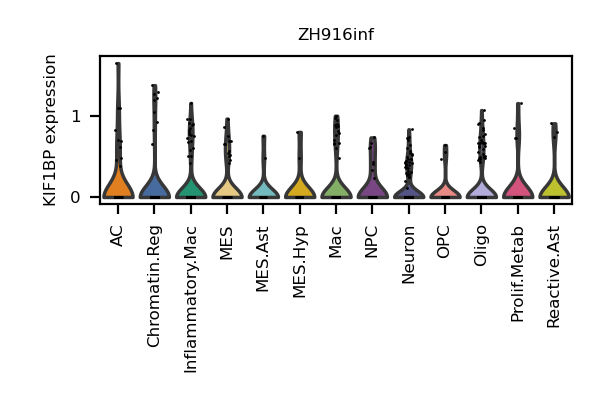 ZH916inf
KIF1BP expression
1
0
AC
Chromatin.Reg
Inflammatory.Mac
MES
MES.Ast
MES.Hyp
Mac
NPC
Neuron
OPC
Oligo
Prolif.Metab
Reactive.Ast